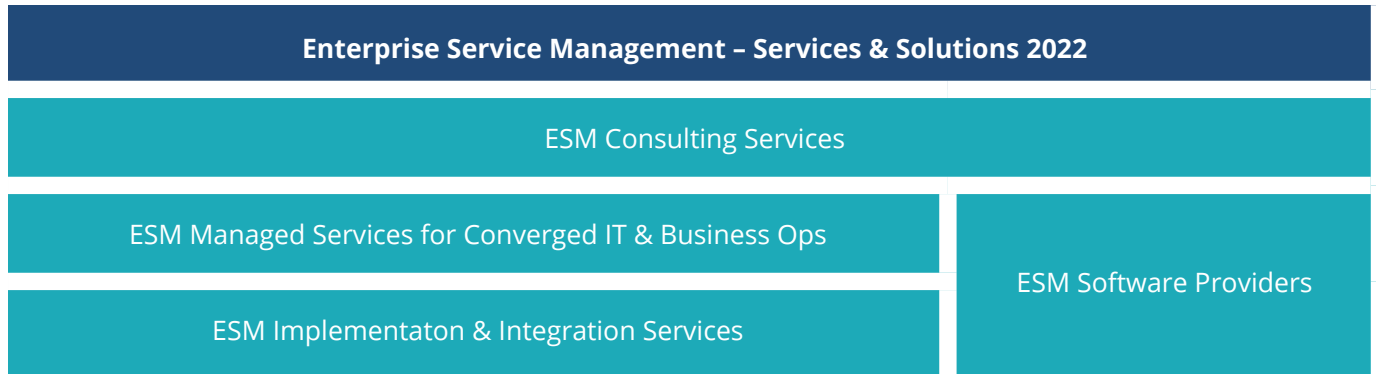 Enterprise Service Management – Services & Solutions 2022
ESM Consulting Services
ESM Managed Services for Converged IT & Business Ops
ESM Implementaton & Integration Services
ESM Software Providers